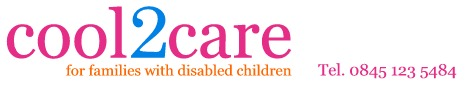 cool2care
for families with disabled children Tel. 0845 123 5484